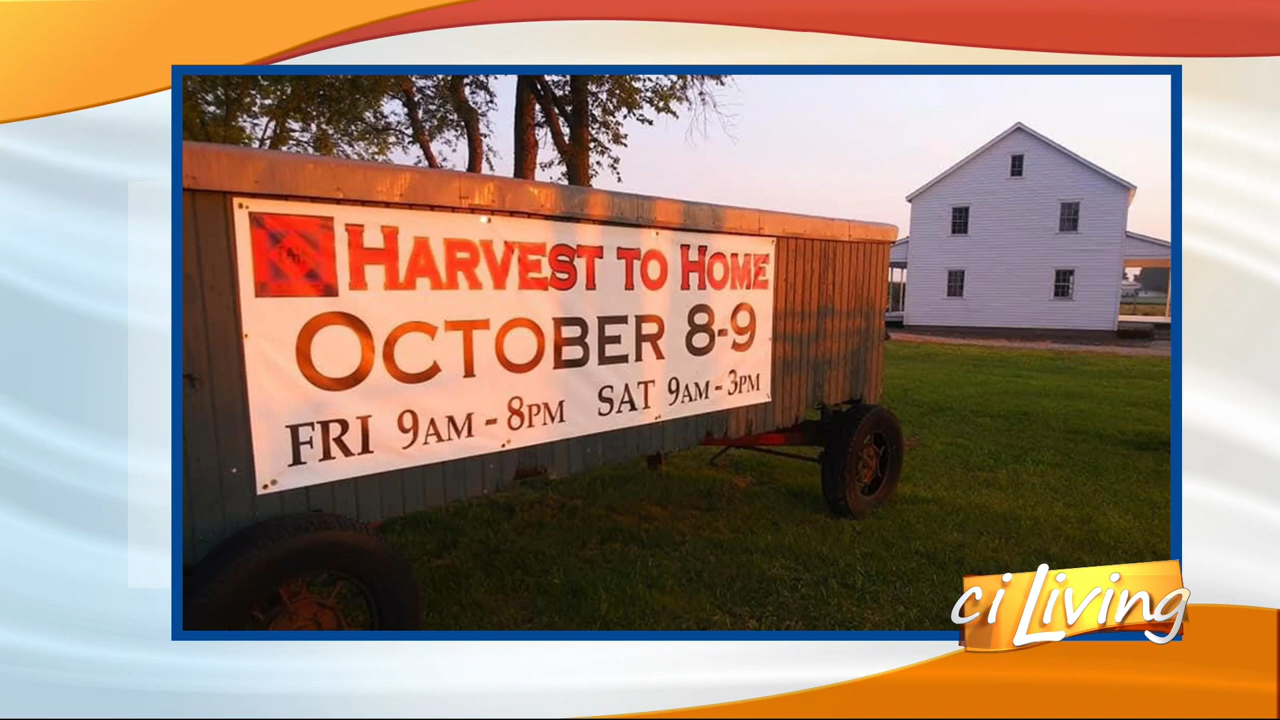 HARVEST TO HOME
OCTOBER 8-9
FRI 9AM - 8PM SAT 9AM - 3PM
ci Living